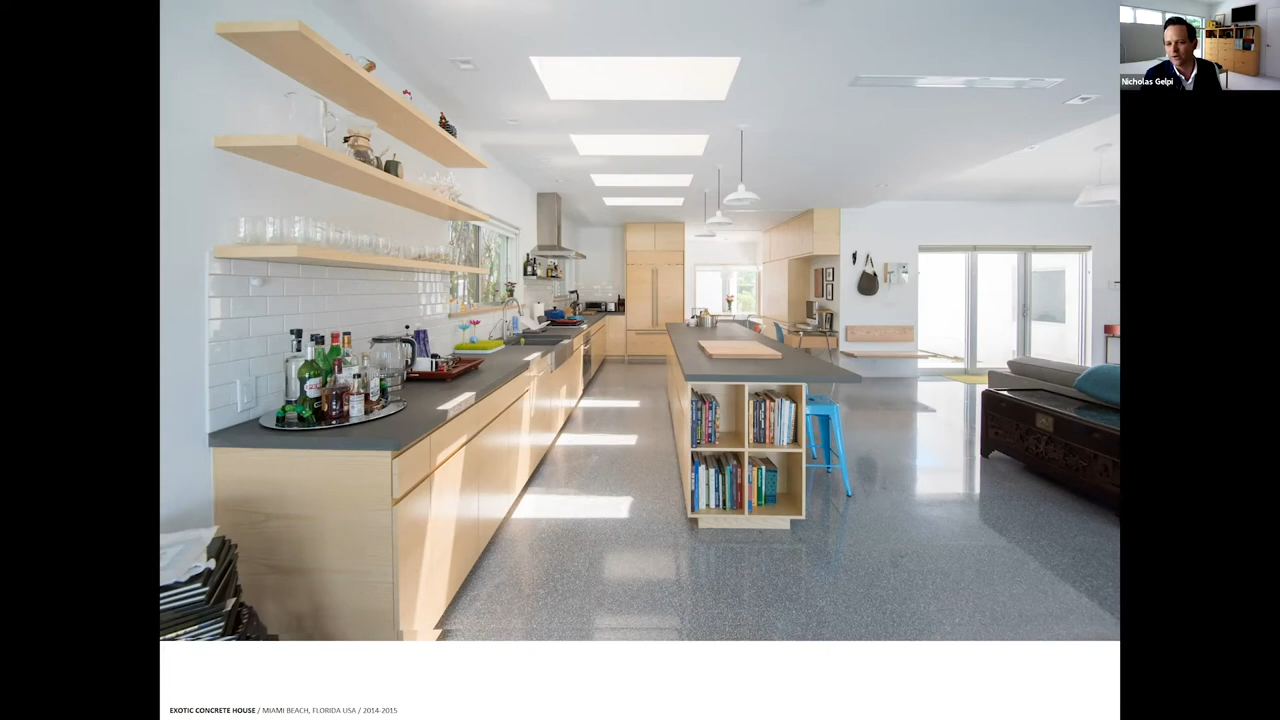 Nicholas Gelpi
EXOTIC CONCRETE HOUSE / MIAMI BEACH, FLORIDA USA / 2014-2015